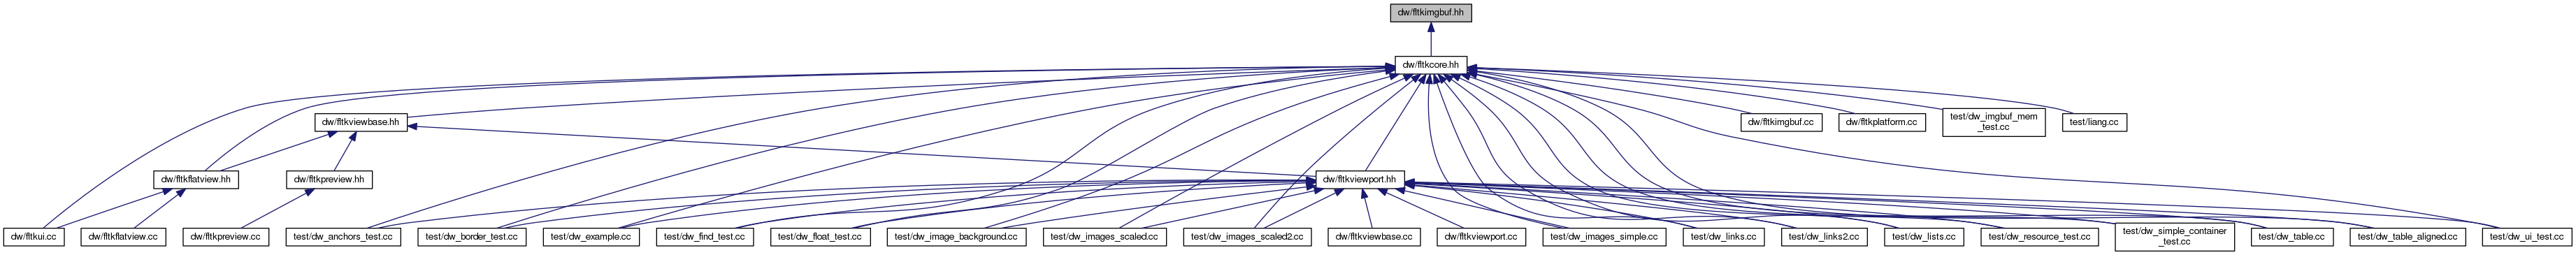 dw/fltkimgbuf.hh
dw/fltkcore.hh
dw/fltkviewbase.hh
dw/fltkimgbuf.cc
dw/fltkplatform.cc
test/dw_imgbuf_mem
_test.cc
test/liang.cc
dw/fltkflatview.hh
dw/fltkpreview.hh
dw/fltkviewport.hh
dw/fltkui.cc
dw/fltkflatview.cc
dw/fltkpreview.cc
test/dw_anchors_test.cc
test/dw_border_test.cc
test/dw_example.cc
test/dw_find_test.cc
test/dw_float_test.cc
test/dw_image_background.cc
test/dw_images_scaled.cc
test/dw_images_scaled2.cc
dw/fltkviewbase.cc
dw/fltkviewport.cc
test/dw_images_simple.cc
test/dw_links.cc
test/dw_links2.cc
test/dw_lists.cc
test/dw_resource_test.cc
test/dw_simple_container
_test.cc
test/dw_table.cc
test/dw_table_aligned.cc
test/dw_ui_test.cc